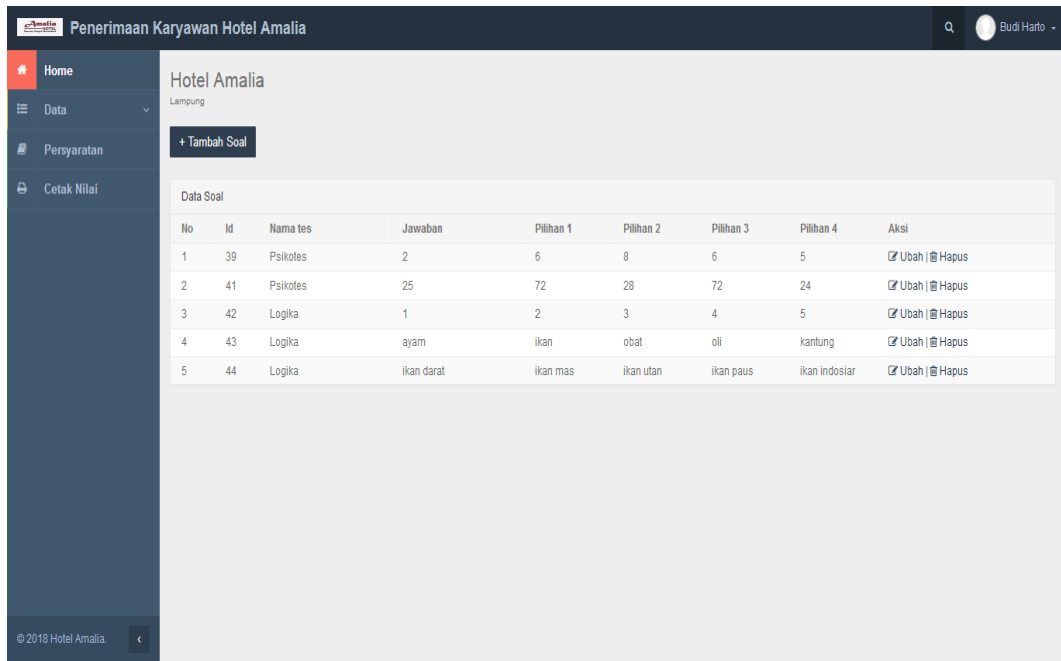 Amalia
HOTEL
Penerimaan Karyawan Hotel Amalia
Budi Harto
Home
Data
Persyaratan
Cetak Nilai
Hotel Amalia
Lampung
+ Tambah Soal
Data Soal
No Id Nama tes Jawaban Pilihan 1 Pilihan 2 Pilihan 3 Pilihan 4 Aksi
1 39 Psikotes 2 6 8 6 5 Ubah | Hapus
2 41 Psikotes 25 72 28 72 24 Ubah | Hapus
3 42 Logika 1 2 3 4 5 Ubah | Hapus
4 43 Logika ayam ikan obat oli kantung Ubah | Hapus
5 44 Logika ikan darat ikan mas ikan utan ikan paus ikan indosiar Ubah | Hapus
© 2018 Hotel Amalia.